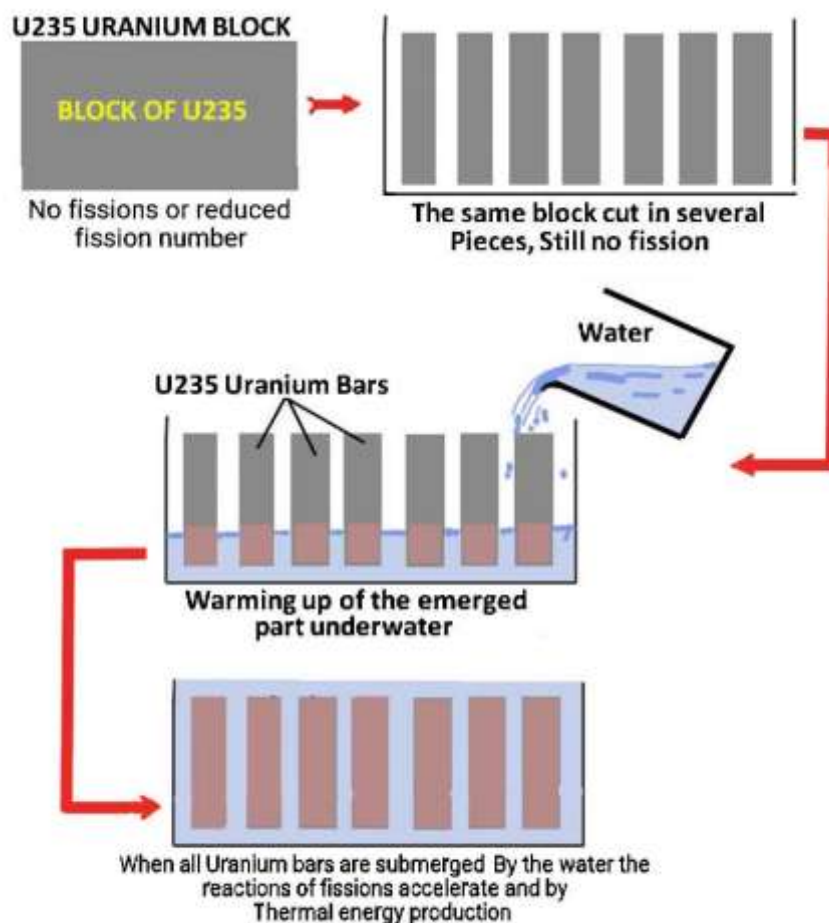 U235 URANIUM BLOCK
BLOCK OF U235
No fissions or reduced
fission number
The same block cut in several
Pieces, Still no fission
Water
U235 Uranium Bars
Warming up of the emerged
part underwater
When all Uranium bars are submerged By the water the
reactions of fissions accelerate and by
Thermal energy production